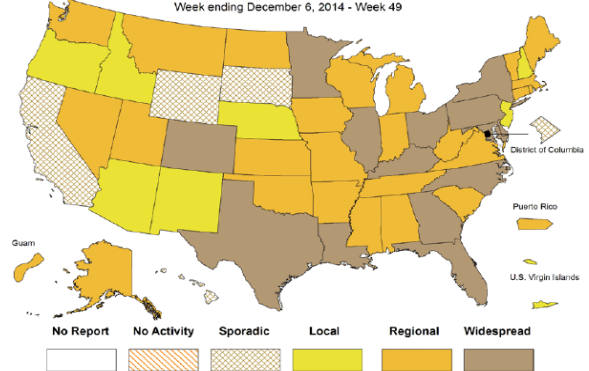 Week ending December 6, 2014 - Week 49
District of Columbia
Puerto Rico
Guam
U.S. Virgin Islands
No Report No Activity Sporadic Local Regional Widespread